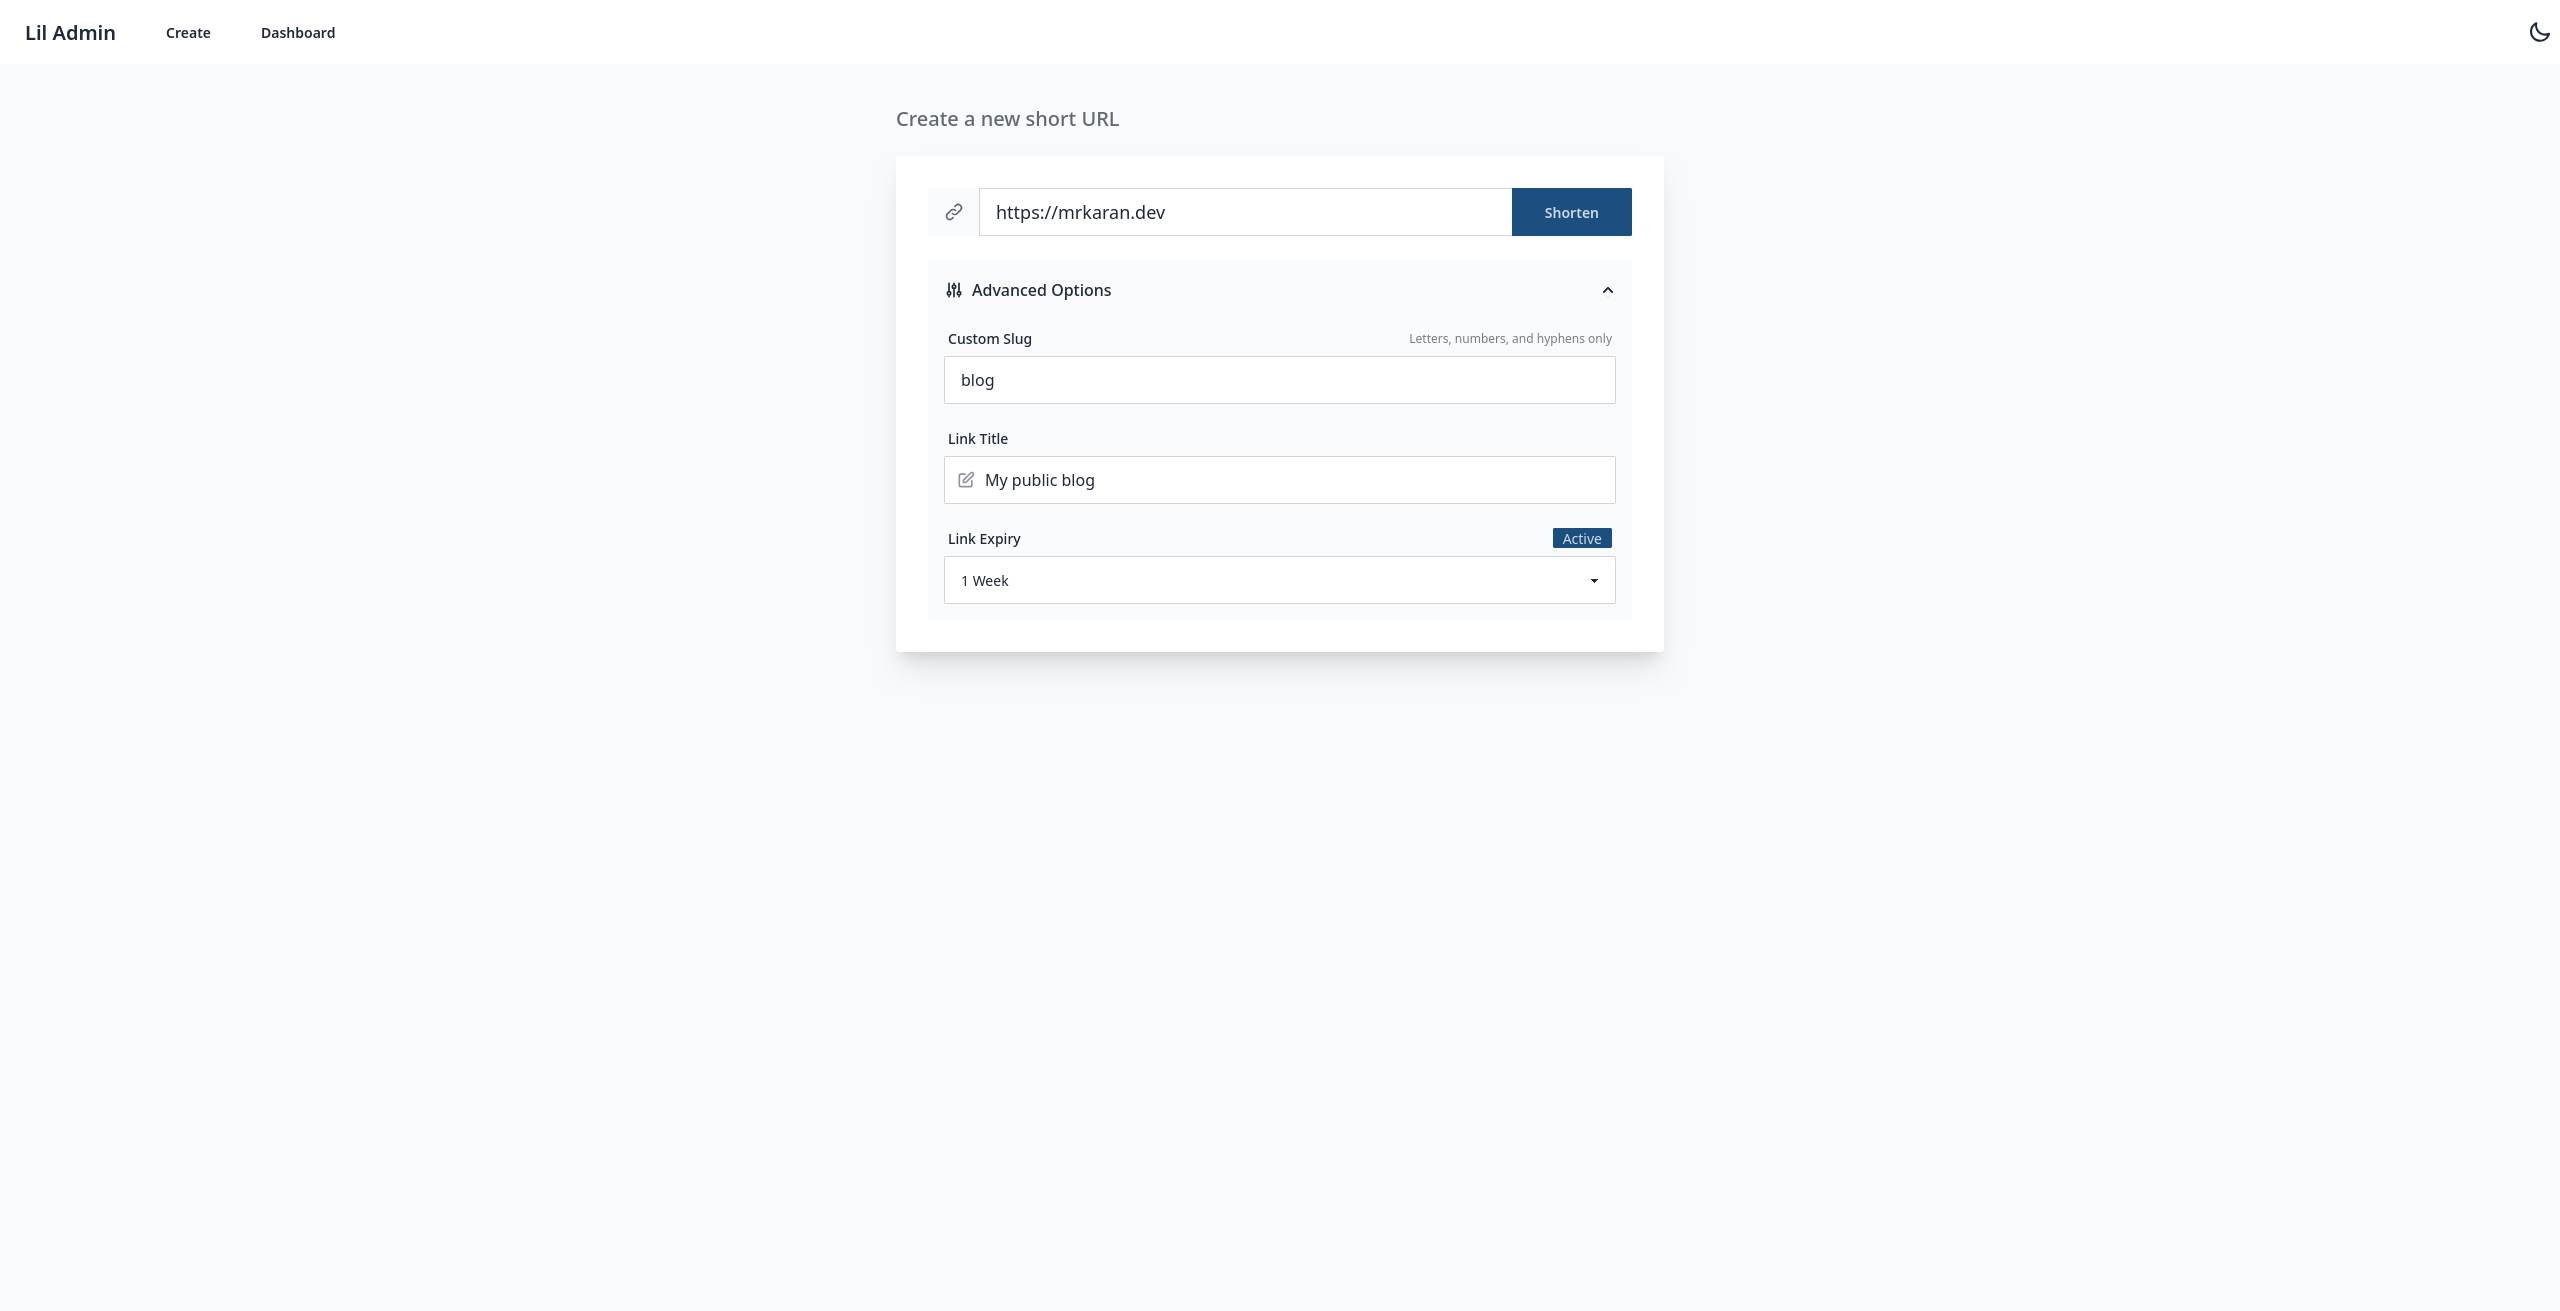 Lil Admin Create Dashboard
Create a new short URL
https://mrkaran.dev Shorten
Advanced Options
Custom Slug Letters, numbers, and hyphens only
blog
Link Title
My public blog
Link Expiry Active
1 Week